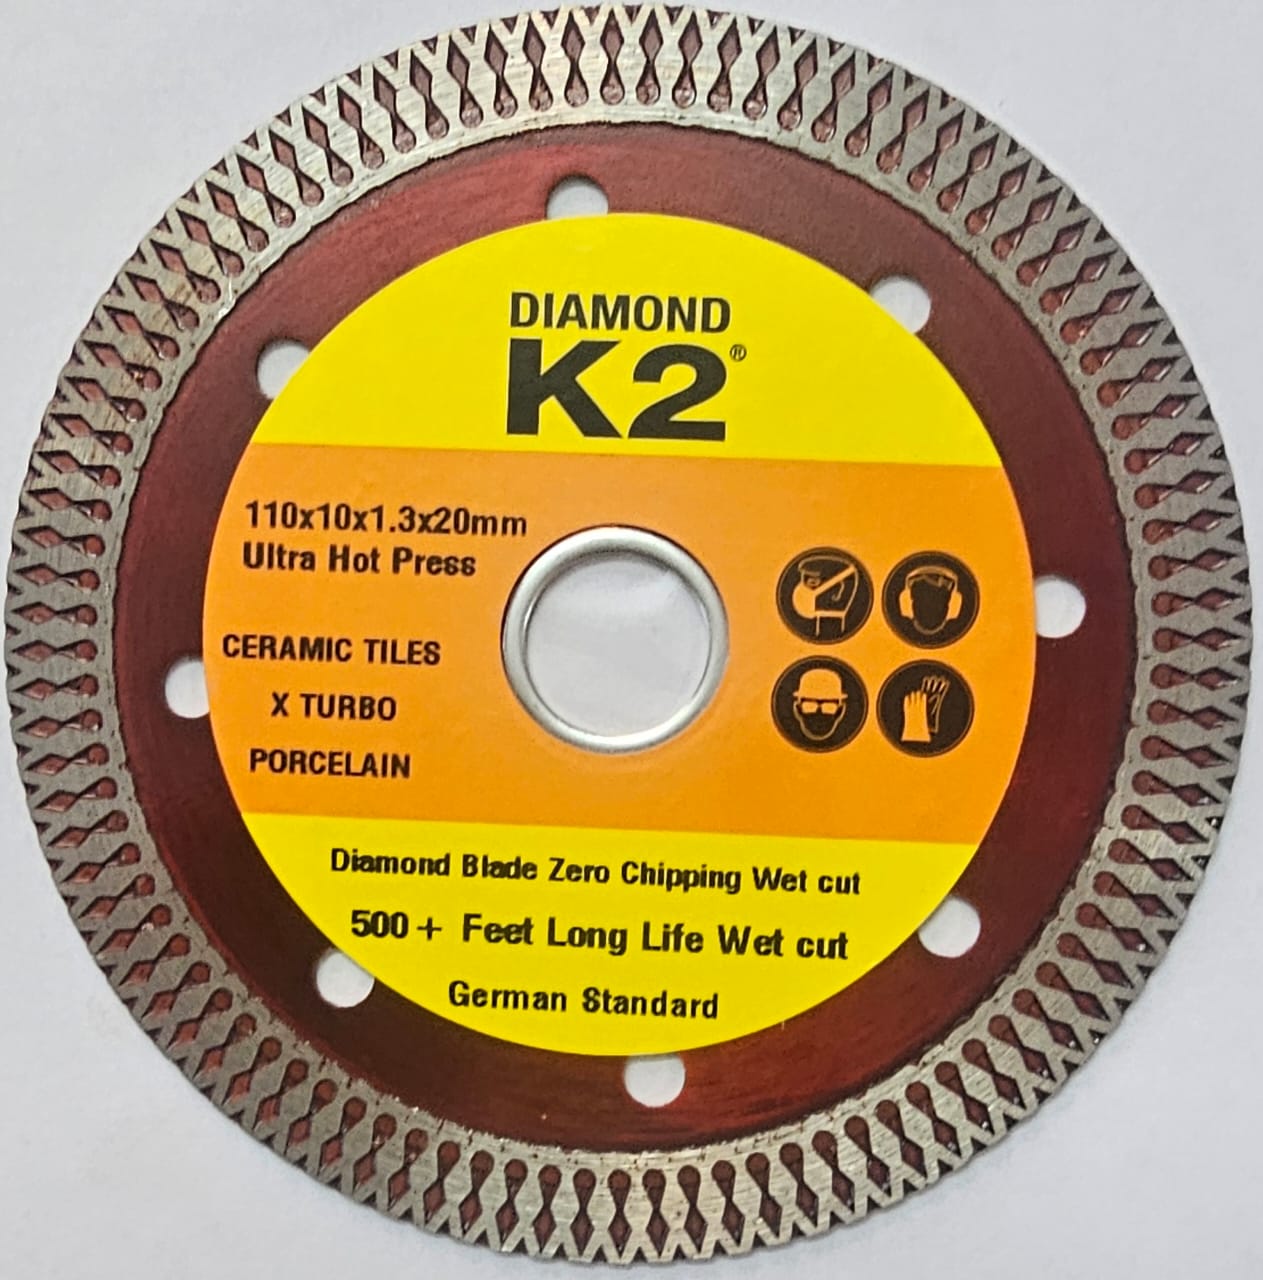 DIAMOND
K2®
110x10x1.3x20mm
Ultra Hot Press
CERAMIC TILES
X TURBO
PORCELAIN
Diamond Blade Zero Chipping Wet cut
500+ Feet Long Life Wet cut
German Standard